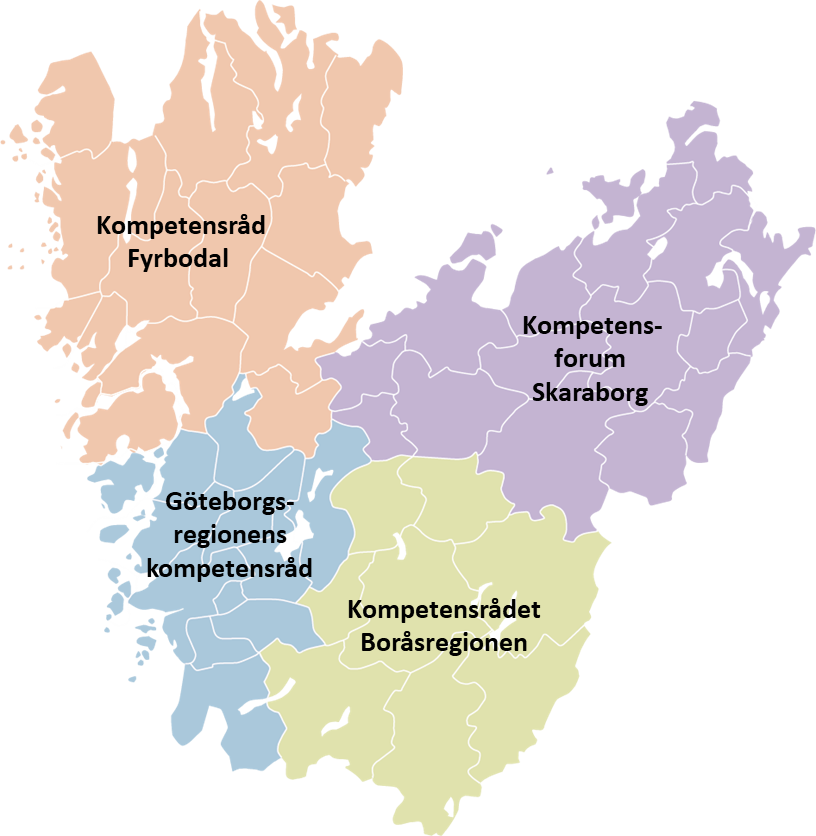 Kompetensråd
Fyrbodal
Kompetens-
forum
Skaraborg
Göteborgs-
regionens
kompetensråd
Kompetensrådet
Boråsregionen